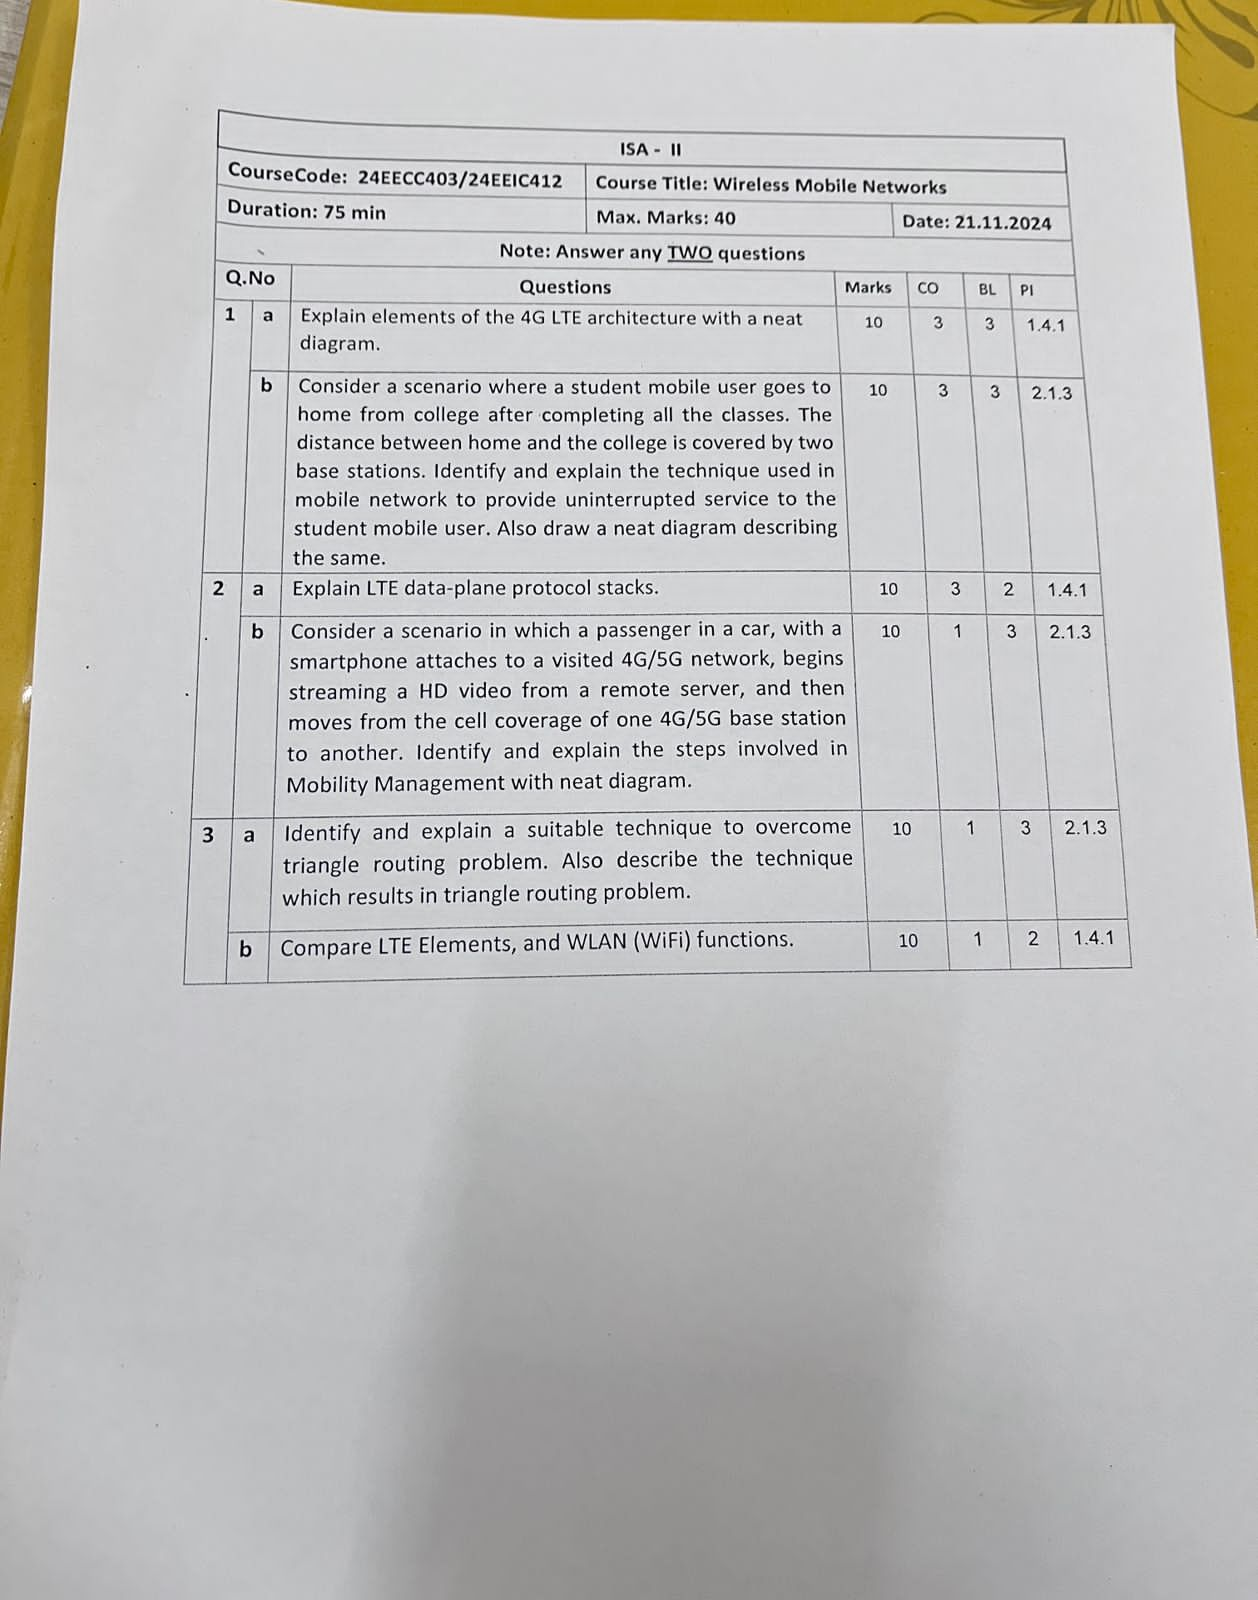 ISA - II
CourseCode: 24EECC403/24EEIC412 Course Title: Wireless Mobile Networks
Duration: 75 min Max. Marks: 40 Date: 21.11.2024
Note: Answer any TWO questions
Q.No Questions Marks CO BL PI
1 a Explain elements of the 4G LTE architecture with a neat 10 3 3 1.4.1
diagram.
b Consider a scenario where a student mobile user goes to 10 3 3 2.1.3
home from college after completing all the classes. The
distance between home and the college is covered by two
base stations. Identify and explain the technique used in
mobile network to provide uninterrupted service to the
student mobile user. Also draw a neat diagram describing
the same.
2 a Explain LTE data-plane protocol stacks. 10 3 2 1.4.1
b Consider a scenario in which a passenger in a car, with a 10 1 3 2.1.3
smartphone attaches to a visited 4G/5G network, begins
streaming a HD video from a remote server, and then
moves from the cell coverage of one 4G/5G base station
to another. Identify and explain the steps involved in
Mobility Management with neat diagram.
3 a Identify and explain a suitable technique to overcome 10 1 3 2.1.3
triangle routing problem. Also describe the technique
which results in triangle routing problem.
b Compare LTE Elements, and WLAN (WiFi) functions. 10 1 2 1.4.1